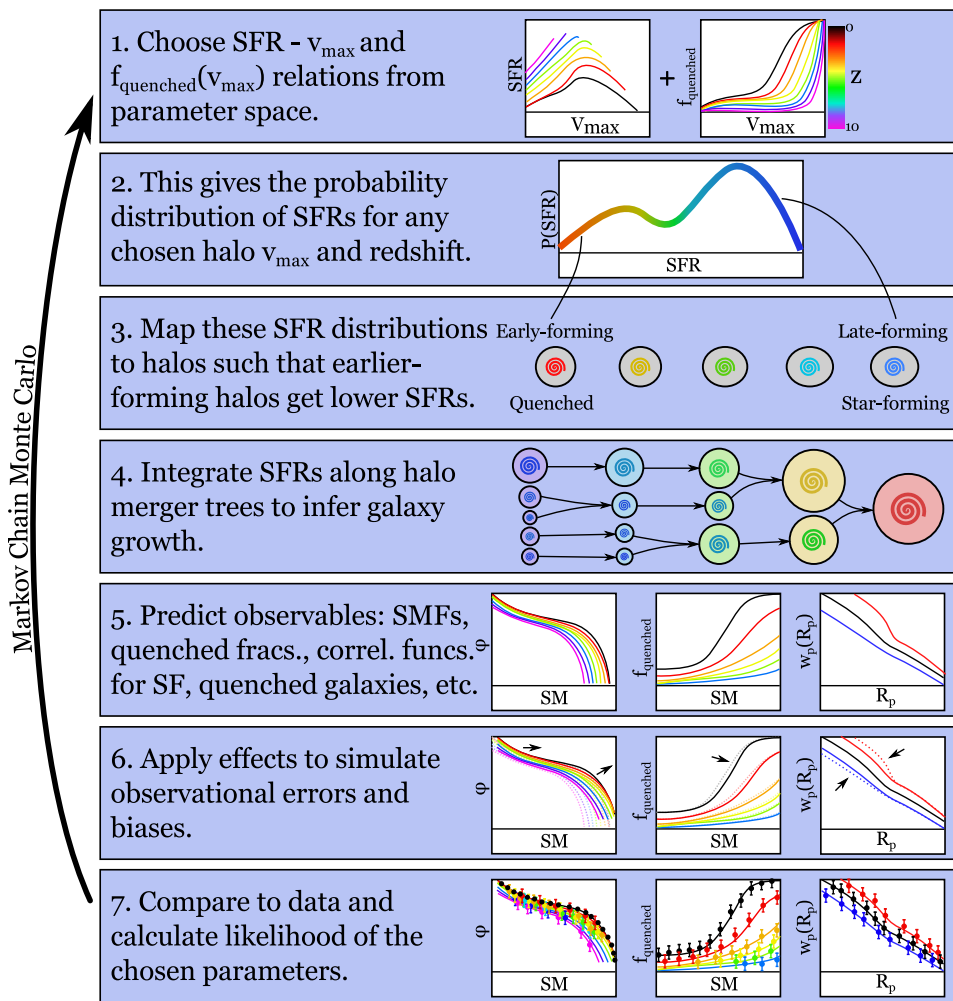 Markov Chain Monte Carlo
1. Choose SFR - vmax and
fquenched(vmax) relations from
parameter space.
SFR
Vmax
+
fquenched
Vmax
0
Z
10
2. This gives the probability
distribution of SFRs for any
chosen halo vmax and redshift.
P(SFR)
SFR
3. Map these SFR distributions
to halos such that earlier-
forming halos get lower SFRs.
Early-forming
Late-forming
Quenched
Star-forming
4. Integrate SFRs along halo
merger trees to infer galaxy
growth.
5. Predict observables: SMFs,
quenched fracs., correl. funcs.
for SF, quenched galaxies, etc.
φ
SM
fquenched
SM
wp(Rp)
Rp
6. Apply effects to simulate
observational errors and
biases.
φ
SM
fquenched
SM
wp(Rp)
Rp
7. Compare to data and
calculate likelihood of the
chosen parameters.
φ
SM
fquenched
SM
wp(Rp)
Rp